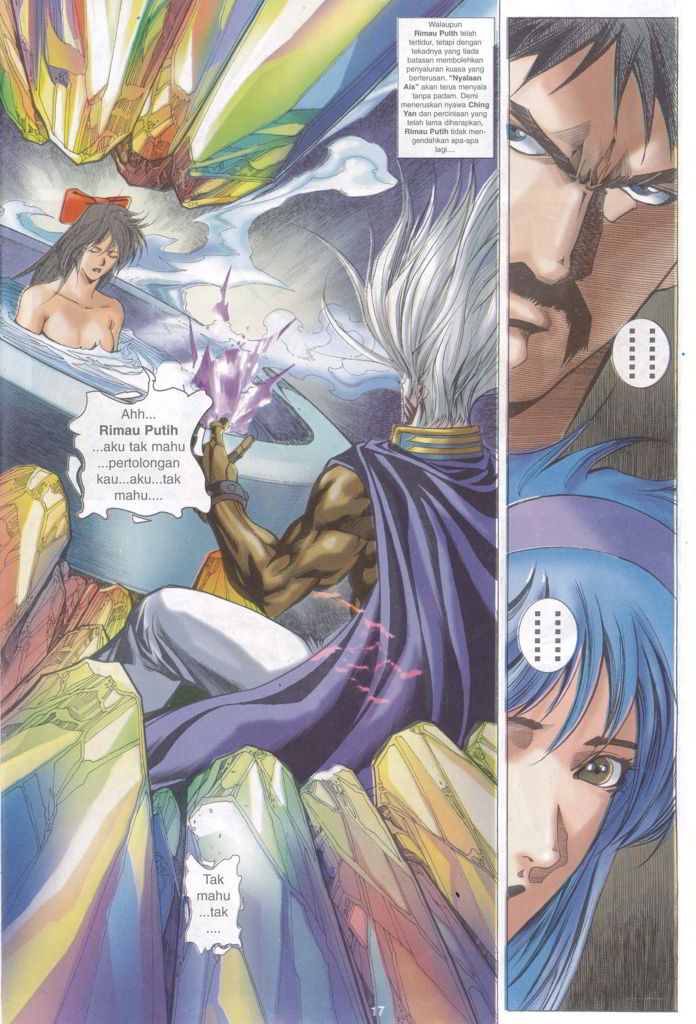 Walaupun
Rimau Puith telah
tertidur, tetapi dengan
tekadnya yang tiada
batasan membolehkan
penyaluran kuasa yang
berterusan. “Nyalaan
Ais” akan terus menyala
tanpa padam. Demi
meneruskan nyawa Ching
Yan dan percintaan yang
telah lama diharapkan,
Rimau Putih tidak men-
gendahkan apa-apa
lagi....
Ahh...
Rimau Putih
...aku tak mahu
...pertolongan
kau...aku...tak
mahu....
Tak
mahu
...tak
....
17